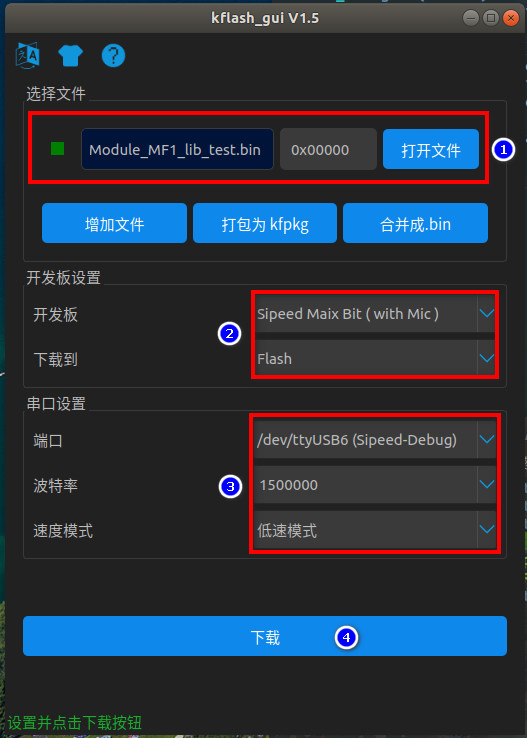 kflash_gui V1.5
选择文件
Module_MF1_lib_test.bin 0x00000 打开文件 1
增加文件 打包为 kfpkg 合并成.bin
开发板设置
开发板 Sipeed Maix Bit ( with Mic )
2
下载到 Flash
串口设置
端口 /dev/ttyUSB6 (Sipeed-Debug)
波特率 3 1500000
速度模式 低速模式
下载 4
设置并点击下载按钮